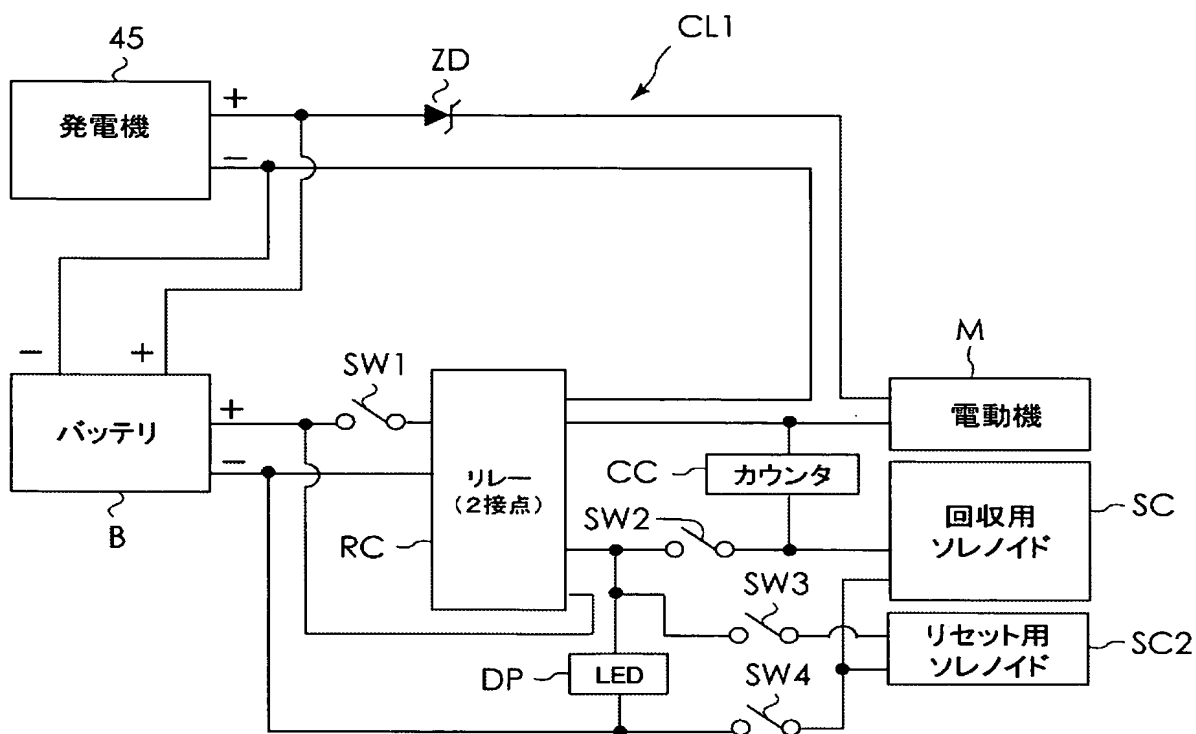 45
発電機
+
−
ZD
CL1
−
+
バッテリ
+
−
B
SW1
リレー
(2接点)
RC
M
電動機
CC
カウンタ
SW2
回収用
ソレノイド
SC
SW3
リセット用
ソレノイド
SC2
DP
LED
SW4